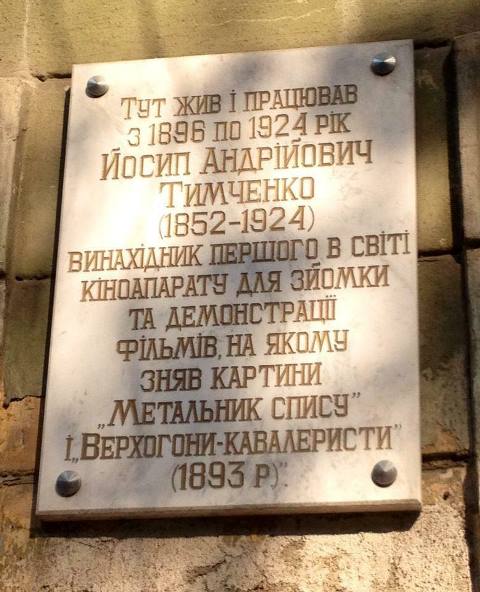 Тут жив і працював
з 1896 по 1924 рік
Йосип Андрійович
Тимченко
(1852-1924)
винахідник першого в світі
кіноапарату для зйомки
та демонстрації
фільмів, на якому
зняв картини
„Метальник спису”
і „Верхогони-кавалеристи”
(1893 р)".